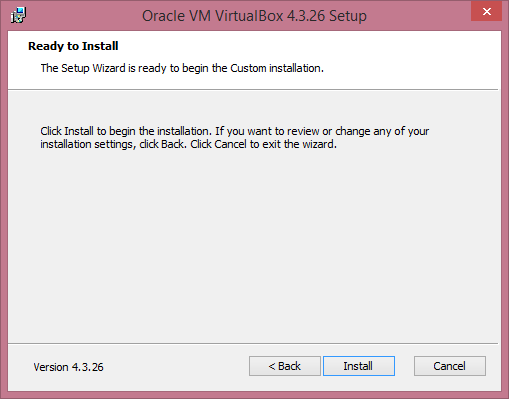 Oracle VM VirtualBox 4.3.26 Setup
Ready to Install
The Setup Wizard is ready to begin the Custom installation.
Click Install to begin the installation. If you want to review or change any of your
installation settings, click Back. Click Cancel to exit the wizard.
Version 4.3.26
< Back
Install
Cancel